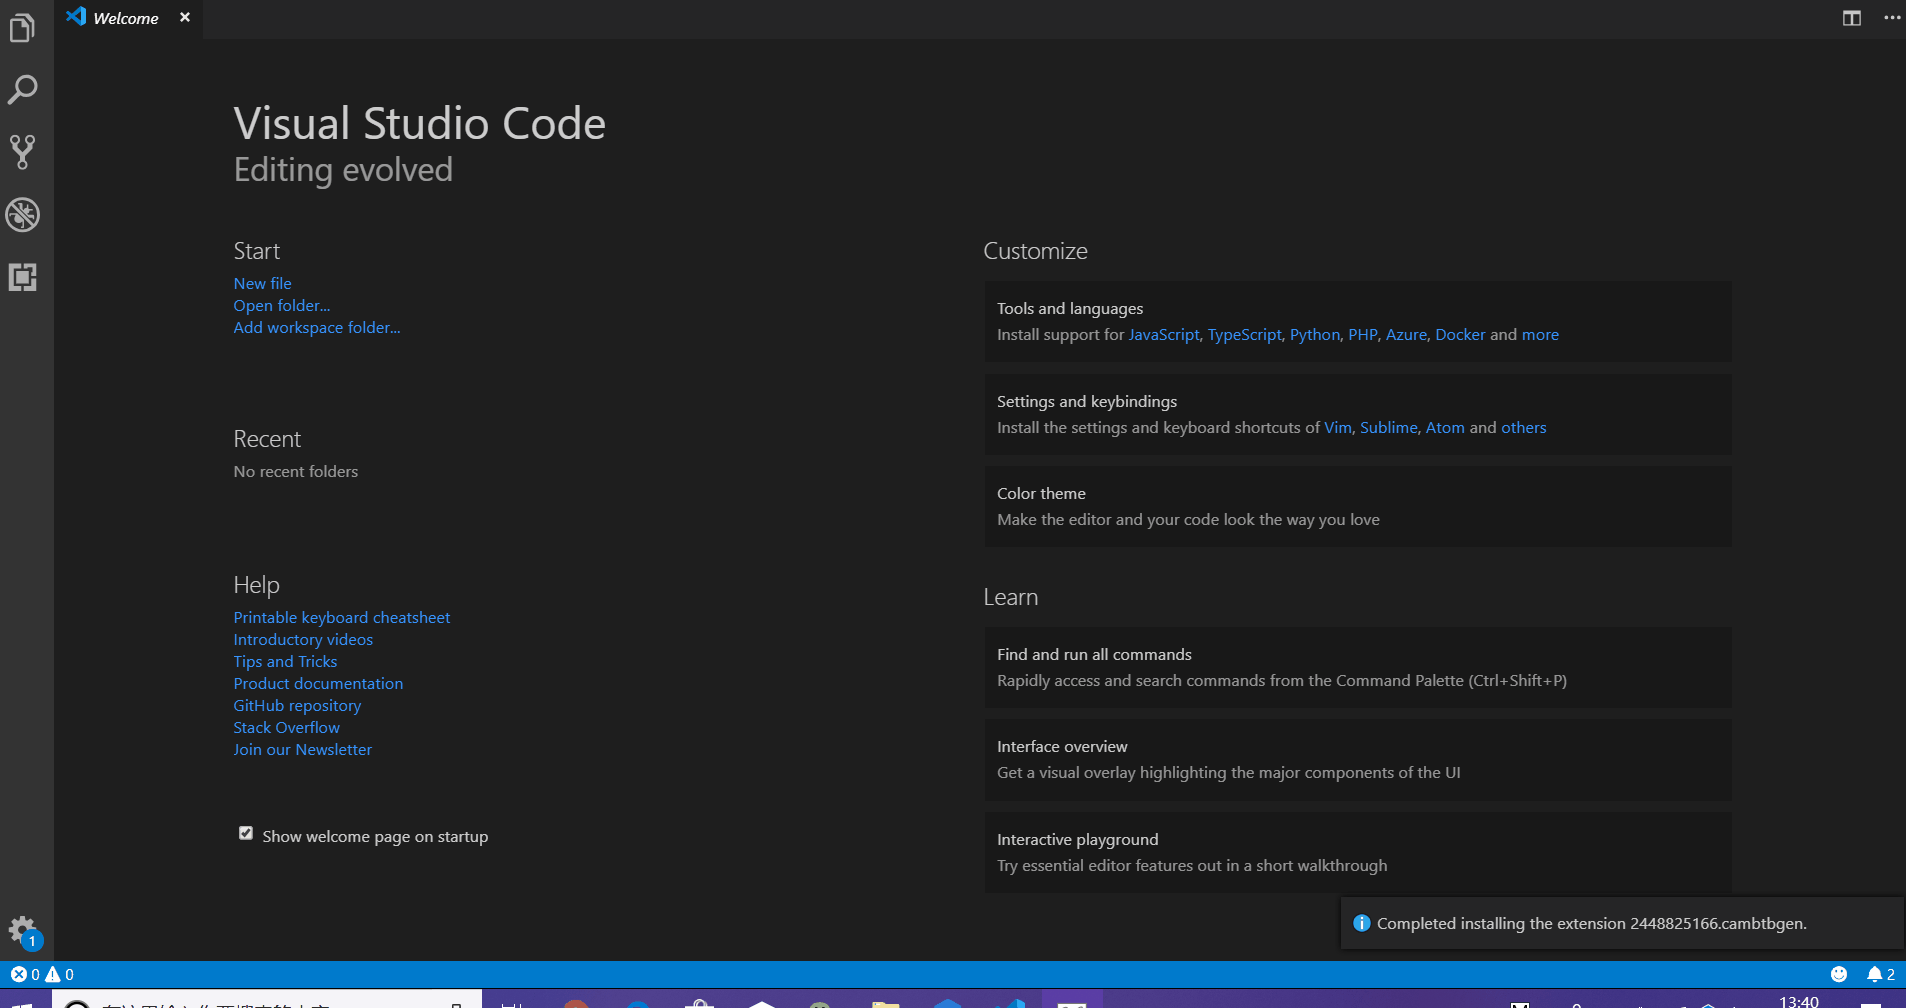 Welcome
Visual Studio Code
Editing evolved
Start
New file
Open folder...
Add workspace folder...
Recent
No recent folders
Help
Printable keyboard cheatsheet
Introductory videos
Tips and Tricks
Product documentation
GitHub repository
Stack Overflow
Join our Newsletter
Show welcome page on startup
Customize
Tools and languages
Install support for JavaScript, TypeScript, Python, PHP, Azure, Docker and more
Settings and keybindings
Install the settings and keyboard shortcuts of Vim, Sublime, Atom and others
Color theme
Make the editor and your code look the way you love
Learn
Find and run all commands
Rapidly access and search commands from the Command Palette (Ctrl+Shift+P)
Interface overview
Get a visual overlay highlighting the major components of the UI
Interactive playground
Try essential editor features out in a short walkthrough
Completed installing the extension 2448825166.cambtbgen.
1
0 0
2
13:40